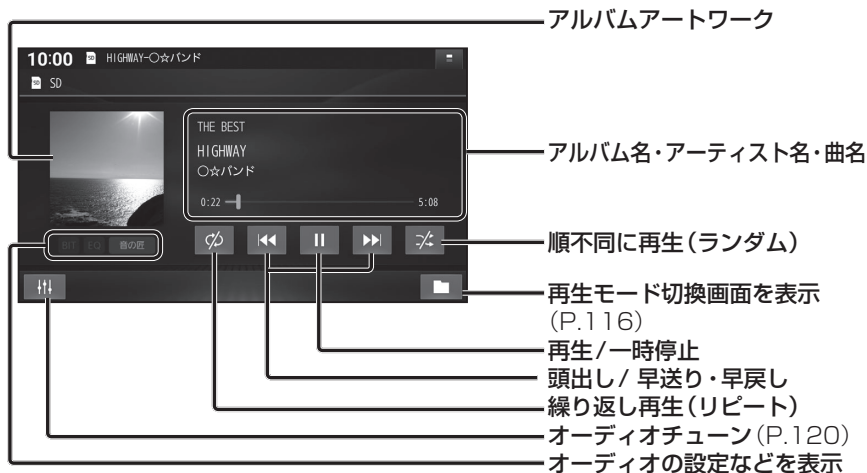 アルバムアートワーク
10:00 SD HIGHWAY-○☆バンド
SD SD
THE BEST
HIGHWAY
○☆バンド
0:22 5:08
アルバム名・アーティスト名・曲名
BIT EQ 音の匠
順不同に再生(ランダム)
再生モード切換画面を表示
(P.116)
再生/一時停止
頭出し/ 早送り・早戻し
繰り返し再生(リピート)
オーディオチューン(P.120)
オーディオの設定などを表示